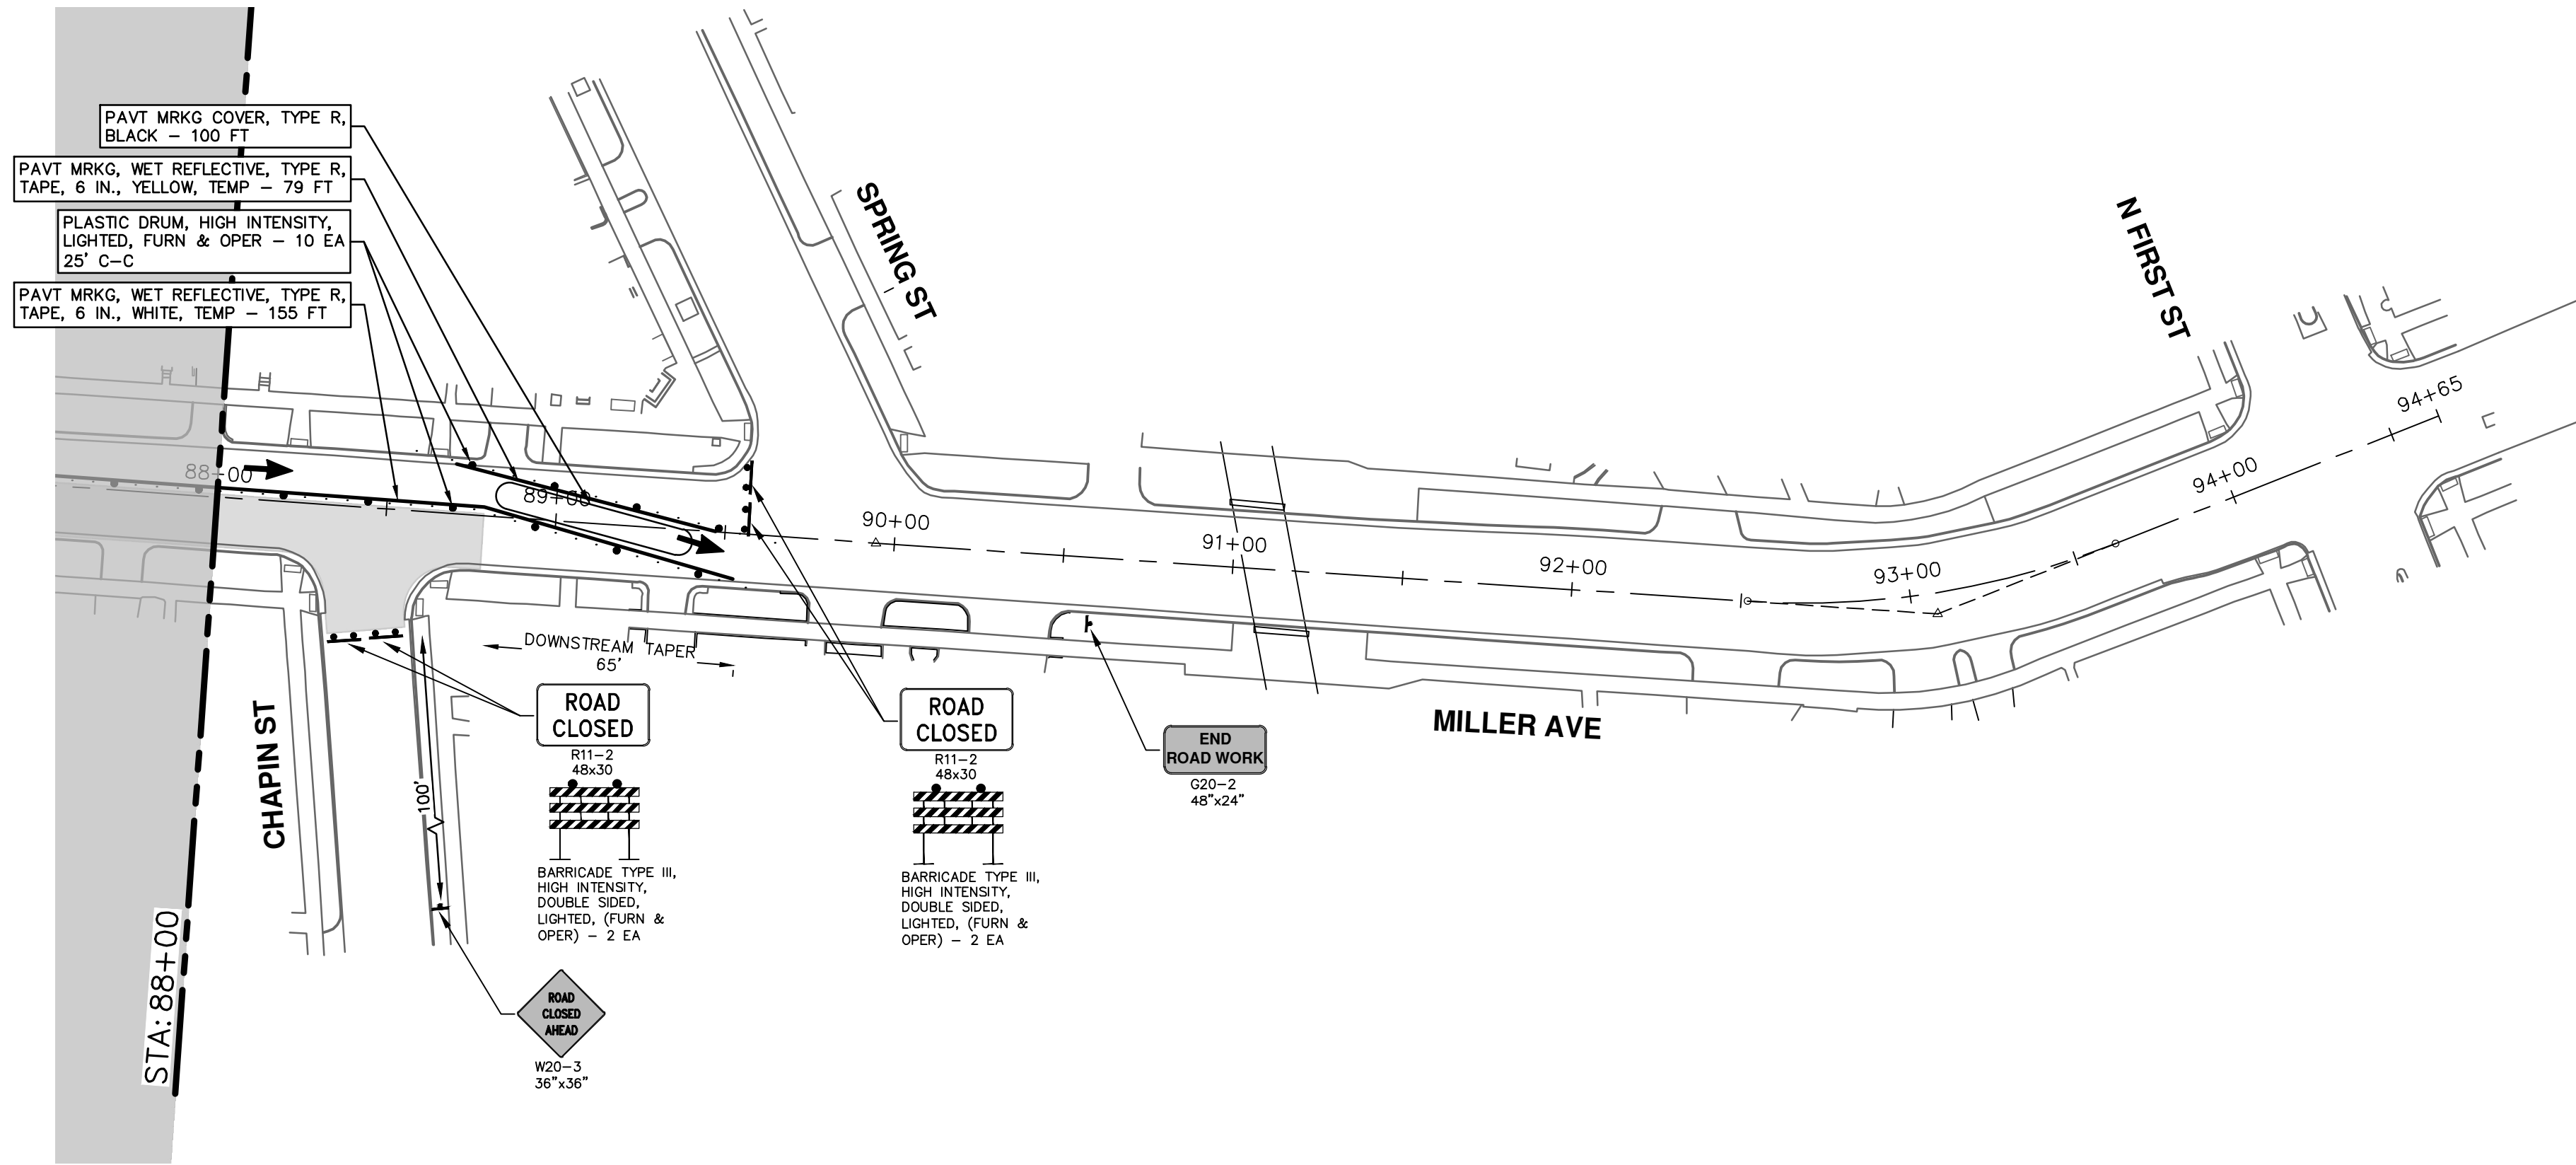 PAVT MRKG COVER, TYPE R,
BLACK – 100 FT
PAVT MRKG, WET REFLECTIVE, TYPE R,
TAPE, 6 IN., YELLOW, TEMP – 79 FT
PLASTIC DRUM, HIGH INTENSITY,
LIGHTED, FURN & OPER – 10 EA
25' C–C
PAVT MRKG, WET REFLECTIVE, TYPE R,
TAPE, 6 IN., WHITE, TEMP – 155 FT
SPRING ST
N FIRST ST
88+00
89+00
90+00
91+00
92+00
93+00
94+00
94+65
DOWNSTREAM TAPER
65'
CHAPIN ST
100'
MILLER AVE
STA: 88+00
ROAD
CLOSED
R11–2
48x30
BARRICADE TYPE III,
HIGH INTENSITY,
DOUBLE SIDED,
LIGHTED, (FURN &
OPER) – 2 EA
ROAD
CLOSED
R11–2
48x30
BARRICADE TYPE III,
HIGH INTENSITY,
DOUBLE SIDED,
LIGHTED, (FURN &
OPER) – 2 EA
END
ROAD WORK
G20–2
48"x24"
ROAD
CLOSED
AHEAD
W20–3
36"x36"